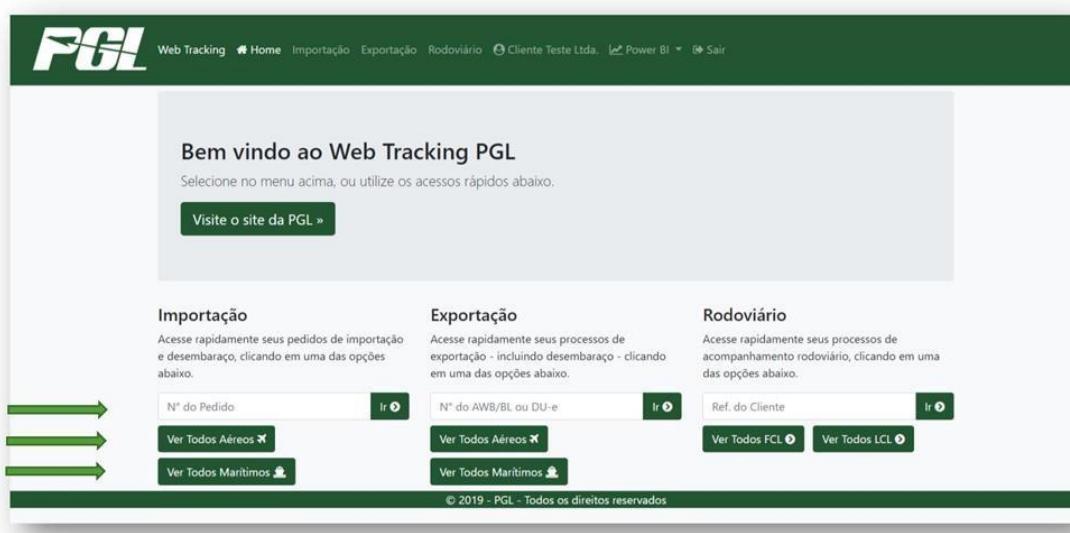 PGL Web Tracking Home Importação Exportação Rodoviário Cliente Teste Ltda. Power BI Sair
Bem vindo ao Web Tracking PGL
Selecione no menu acima, ou utilize os acessos rápidos abaixo.
Visite o site da PGL »
Importação
Acesse rapidamente seus pedidos de importação
e desembaraço, clicando em uma das opções
abaixo.
N° do Pedido Ir
Ver Todos Aéreos
Ver Todos Marítimos
Exportação
Acesse rapidamente seus processos de
exportação - incluindo desembaraço - clicando
em uma das opções abaixo.
N° do AWB/BL ou DU-e Ir
Ver Todos Aéreos
Ver Todos Marítimos
Rodoviário
Acesse rapidamente seus processos de
acompanhamento rodoviário, clicando em uma
das opções abaixo.
Ref. do Cliente Ir
Ver Todos FCL Ver Todos LCL
© 2019 - PGL - Todos os direitos reservados